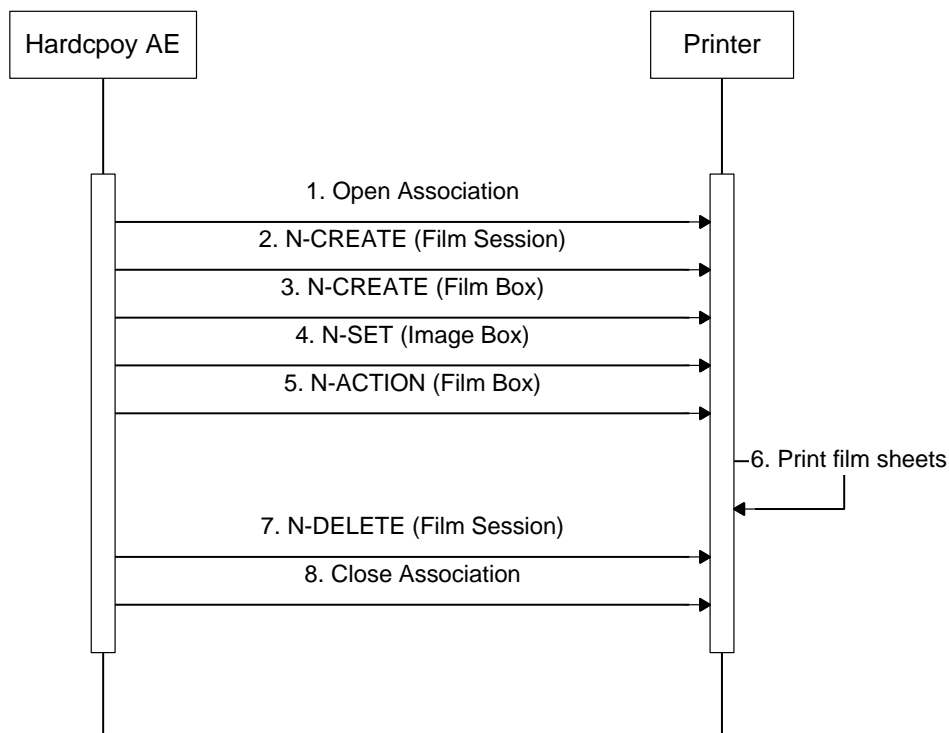 Hardcpoy AE
Printer
1. Open Association
2. N-CREATE (Film Session)
3. N-CREATE (Film Box)
4. N-SET (Image Box)
5. N-ACTION (Film Box)
6. Print film sheets
7. N-DELETE (Film Session)
8. Close Association